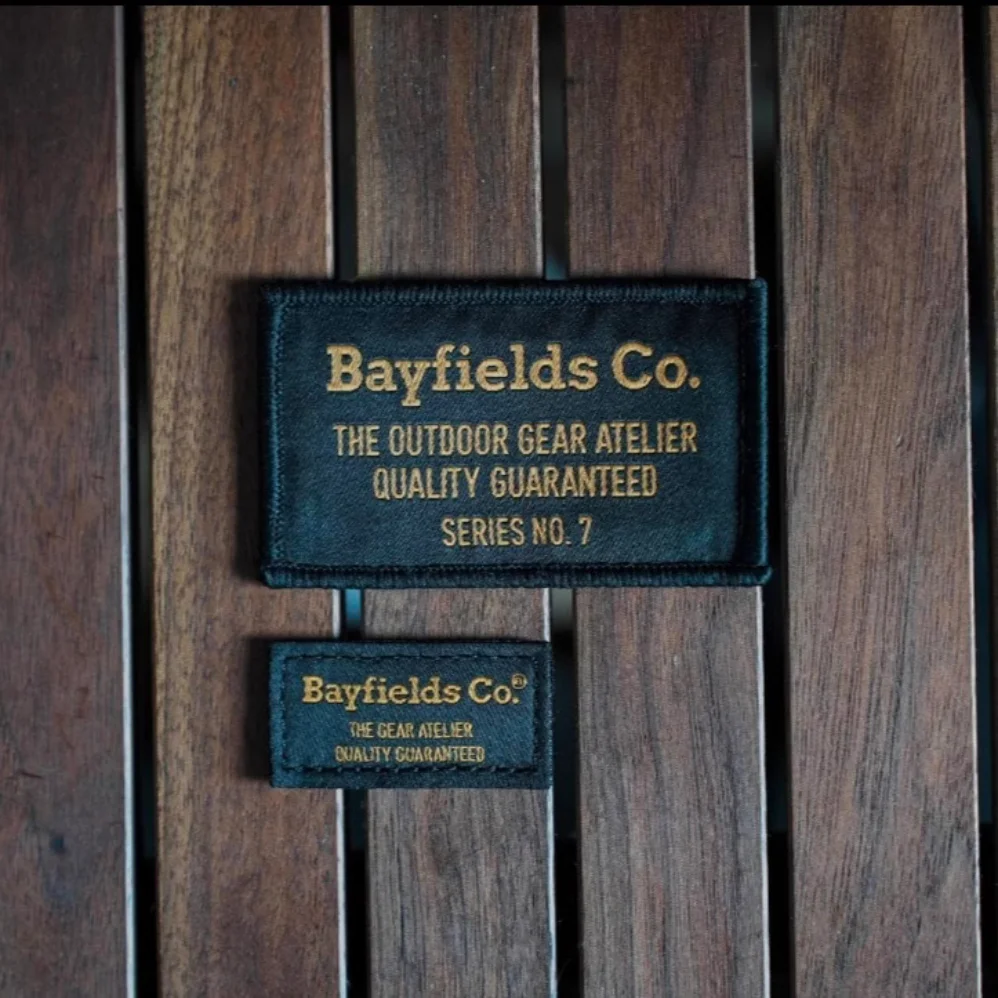 Bayfields Co.
THE OUTDOOR GEAR ATELIER
QUALITY GUARANTEED
SERIES NO. 7
Bayfields Co.®
THE GEAR ATELIER
QUALITY GUARANTEED